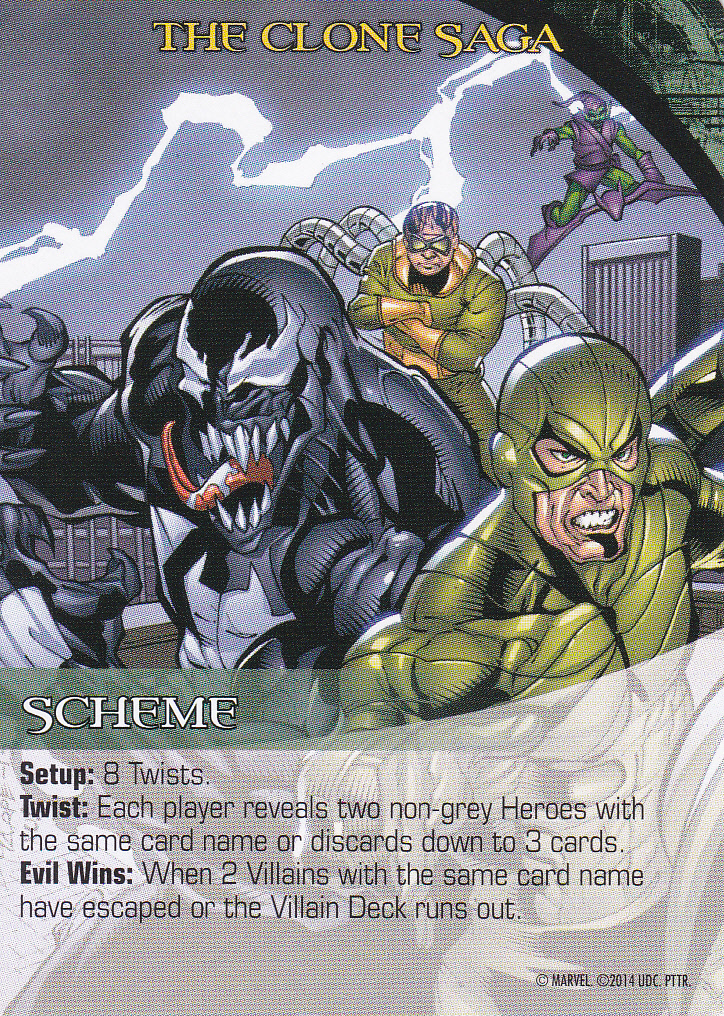 THE CLONE SAGA
SCHEME
Setup: 8 Twists.
Twist: Each player reveals two non-grey Heroes with
the same card name or discards down to 3 cards.
Evil Wins: When 2 Villains with the same card name
have escaped or the Villain Deck runs out.
© MARVEL. ©2014 UDC. PTTR.